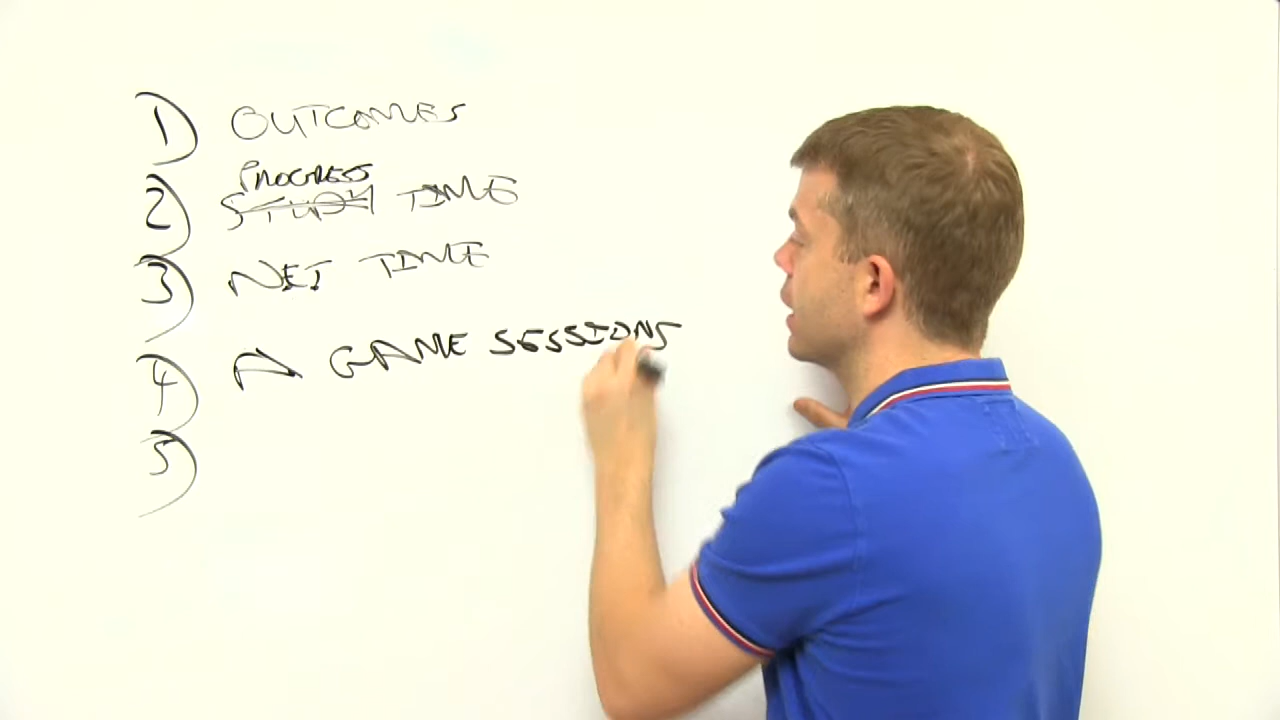 1) OUTCOMES
PROGRESS
2) STUDY TIME
3) NET TIME
4) A GAME SESSIONS
5)